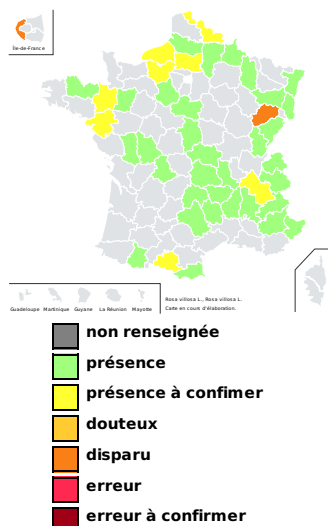 Île-de-France
Guadeloupe Martinique Guyane La Réunion Mayotte
Rosa villosa L., Rosa villosa L.
Carte en cours d'élaboration.
non renseignée
présence
présence à confimer
douteux
disparu
erreur
erreur à confirmer